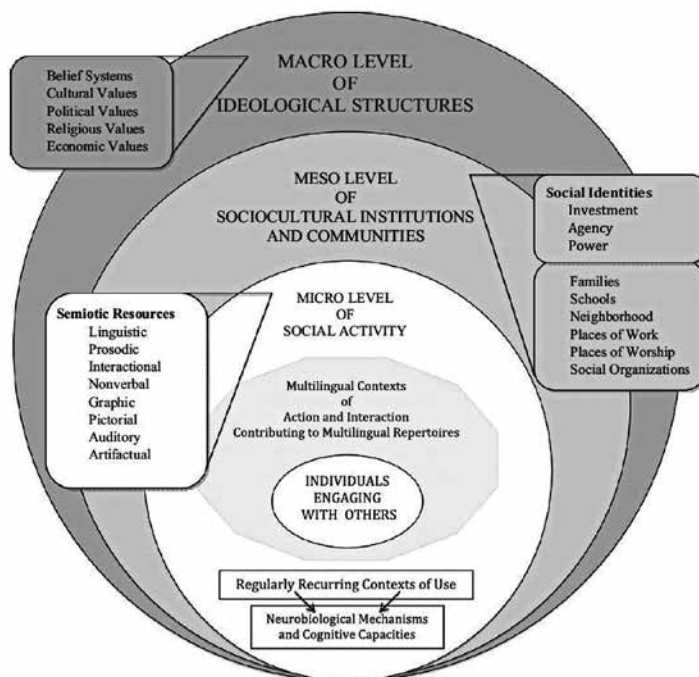 MACRO LEVEL
OF
IDEOLOGICAL STRUCTURES
Belief Systems
Cultural Values
Political Values
Religious Values
Economic Values
MESO LEVEL
OF
SOCIOCULTURAL INSTITUTIONS
AND COMMUNITIES
Social Identities
Investment
Agency
Power
Families
Schools
Neighborhood
Places of Work
Places of Worship
Social Organizations
MICRO LEVEL
OF
SOCIAL ACTIVITY
Semiotic Resources
Linguistic
Prosodic
Interactional
Nonverbal
Graphic
Pictorial
Auditory
Artifactual
Multilingual Contexts
of
Action and Interaction
Contributing to Multilingual Repertoires
INDIVIDUALS
ENGAGING
WITH OTHERS
Regularly Recurring Contexts of Use
Neurobiological Mechanisms
and Cognitive Capacities